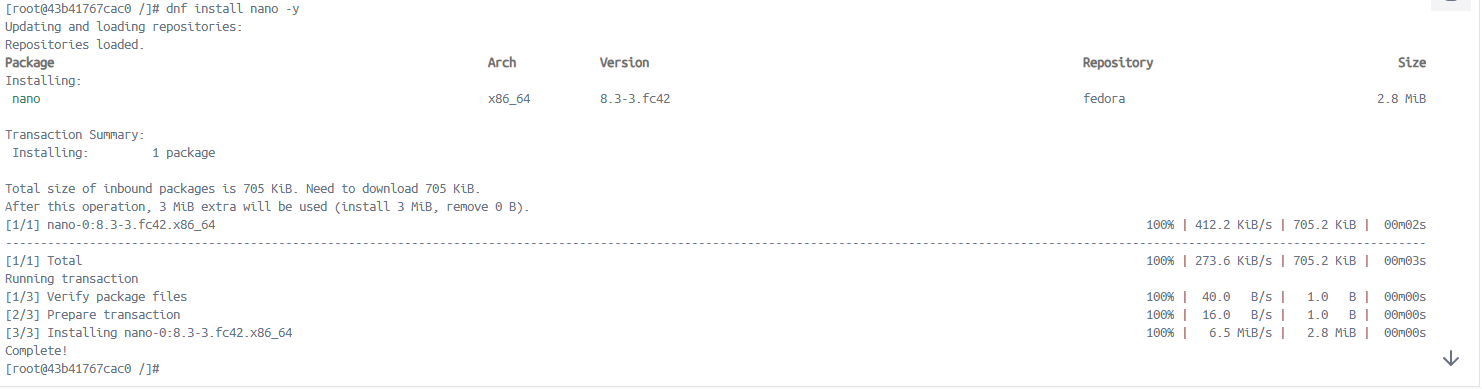 [root@43b41767cac0 /]# dnf install nano -y
Updating and loading repositories:
Repositories loaded.
Package Arch Version Repository Size
Installing:
nano x86_64 8.3-3.fc42 fedora 2.8 MiB
Transaction Summary:
Installing: 1 package
Total size of inbound packages is 705 KiB. Need to download 705 KiB.
After this operation, 3 MiB extra will be used (install 3 MiB, remove 0 B).
[1/1] nano-0:8.3-3.fc42.x86_64 100% | 412.2 KiB/s | 705.2 KiB | 00m02s
--------------------------------------------------------------------------------
[1/1] Total 100% | 273.6 KiB/s | 705.2 KiB | 00m03s
Running transaction
[1/3] Verify package files 100% | 40.0 B/s | 1.0 B | 00m00s
[2/3] Prepare transaction 100% | 16.0 B/s | 1.0 B | 00m00s
[3/3] Installing nano-0:8.3-3.fc42.x86_64 100% | 6.5 MiB/s | 2.8 MiB | 00m00s
Complete!
[root@43b41767cac0 /]#